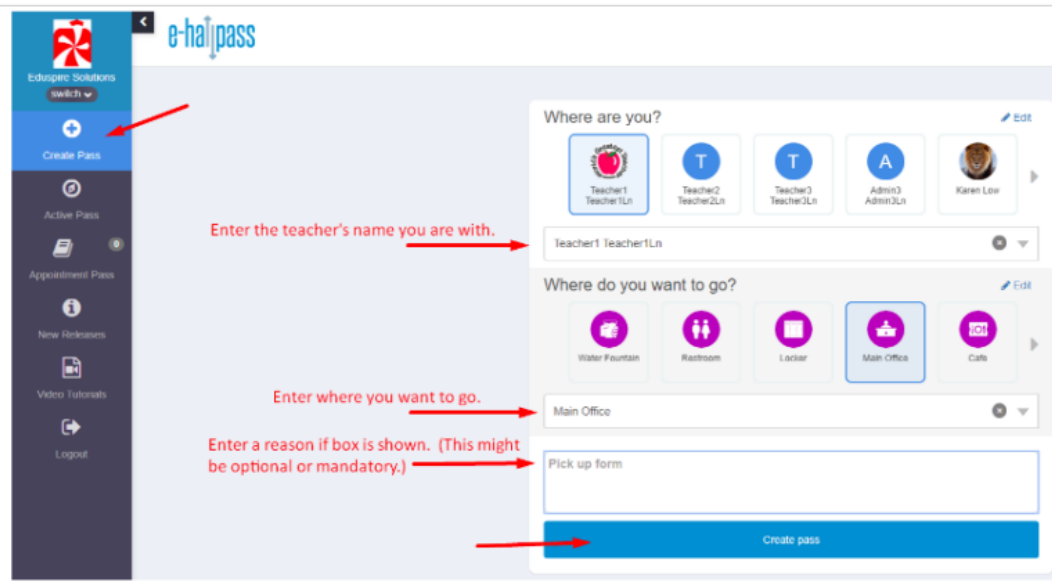 e-hallpass
Eduspire Solutions
switch
Create Pass
Active Pass
0
Appointment Pass
New Releases
Video Tutorials
Logout
Where are you?
Edit
Teacher1
Teacher1Ln
T
Teacher2
Teacher2Ln
T
Teacher3
Teacher3Ln
A
Admin3
Admin3Ln
Karen Low
Enter the teacher's name you are with.
Teacher1 Teacher1Ln
Where do you want to go?
Edit
Water Fountain
Restroom
Locker
Main Office
Cafe
Enter where you want to go.
Main Office
Enter a reason if box is shown. (This might
be optional or mandatory.)
Pick up form
Create pass